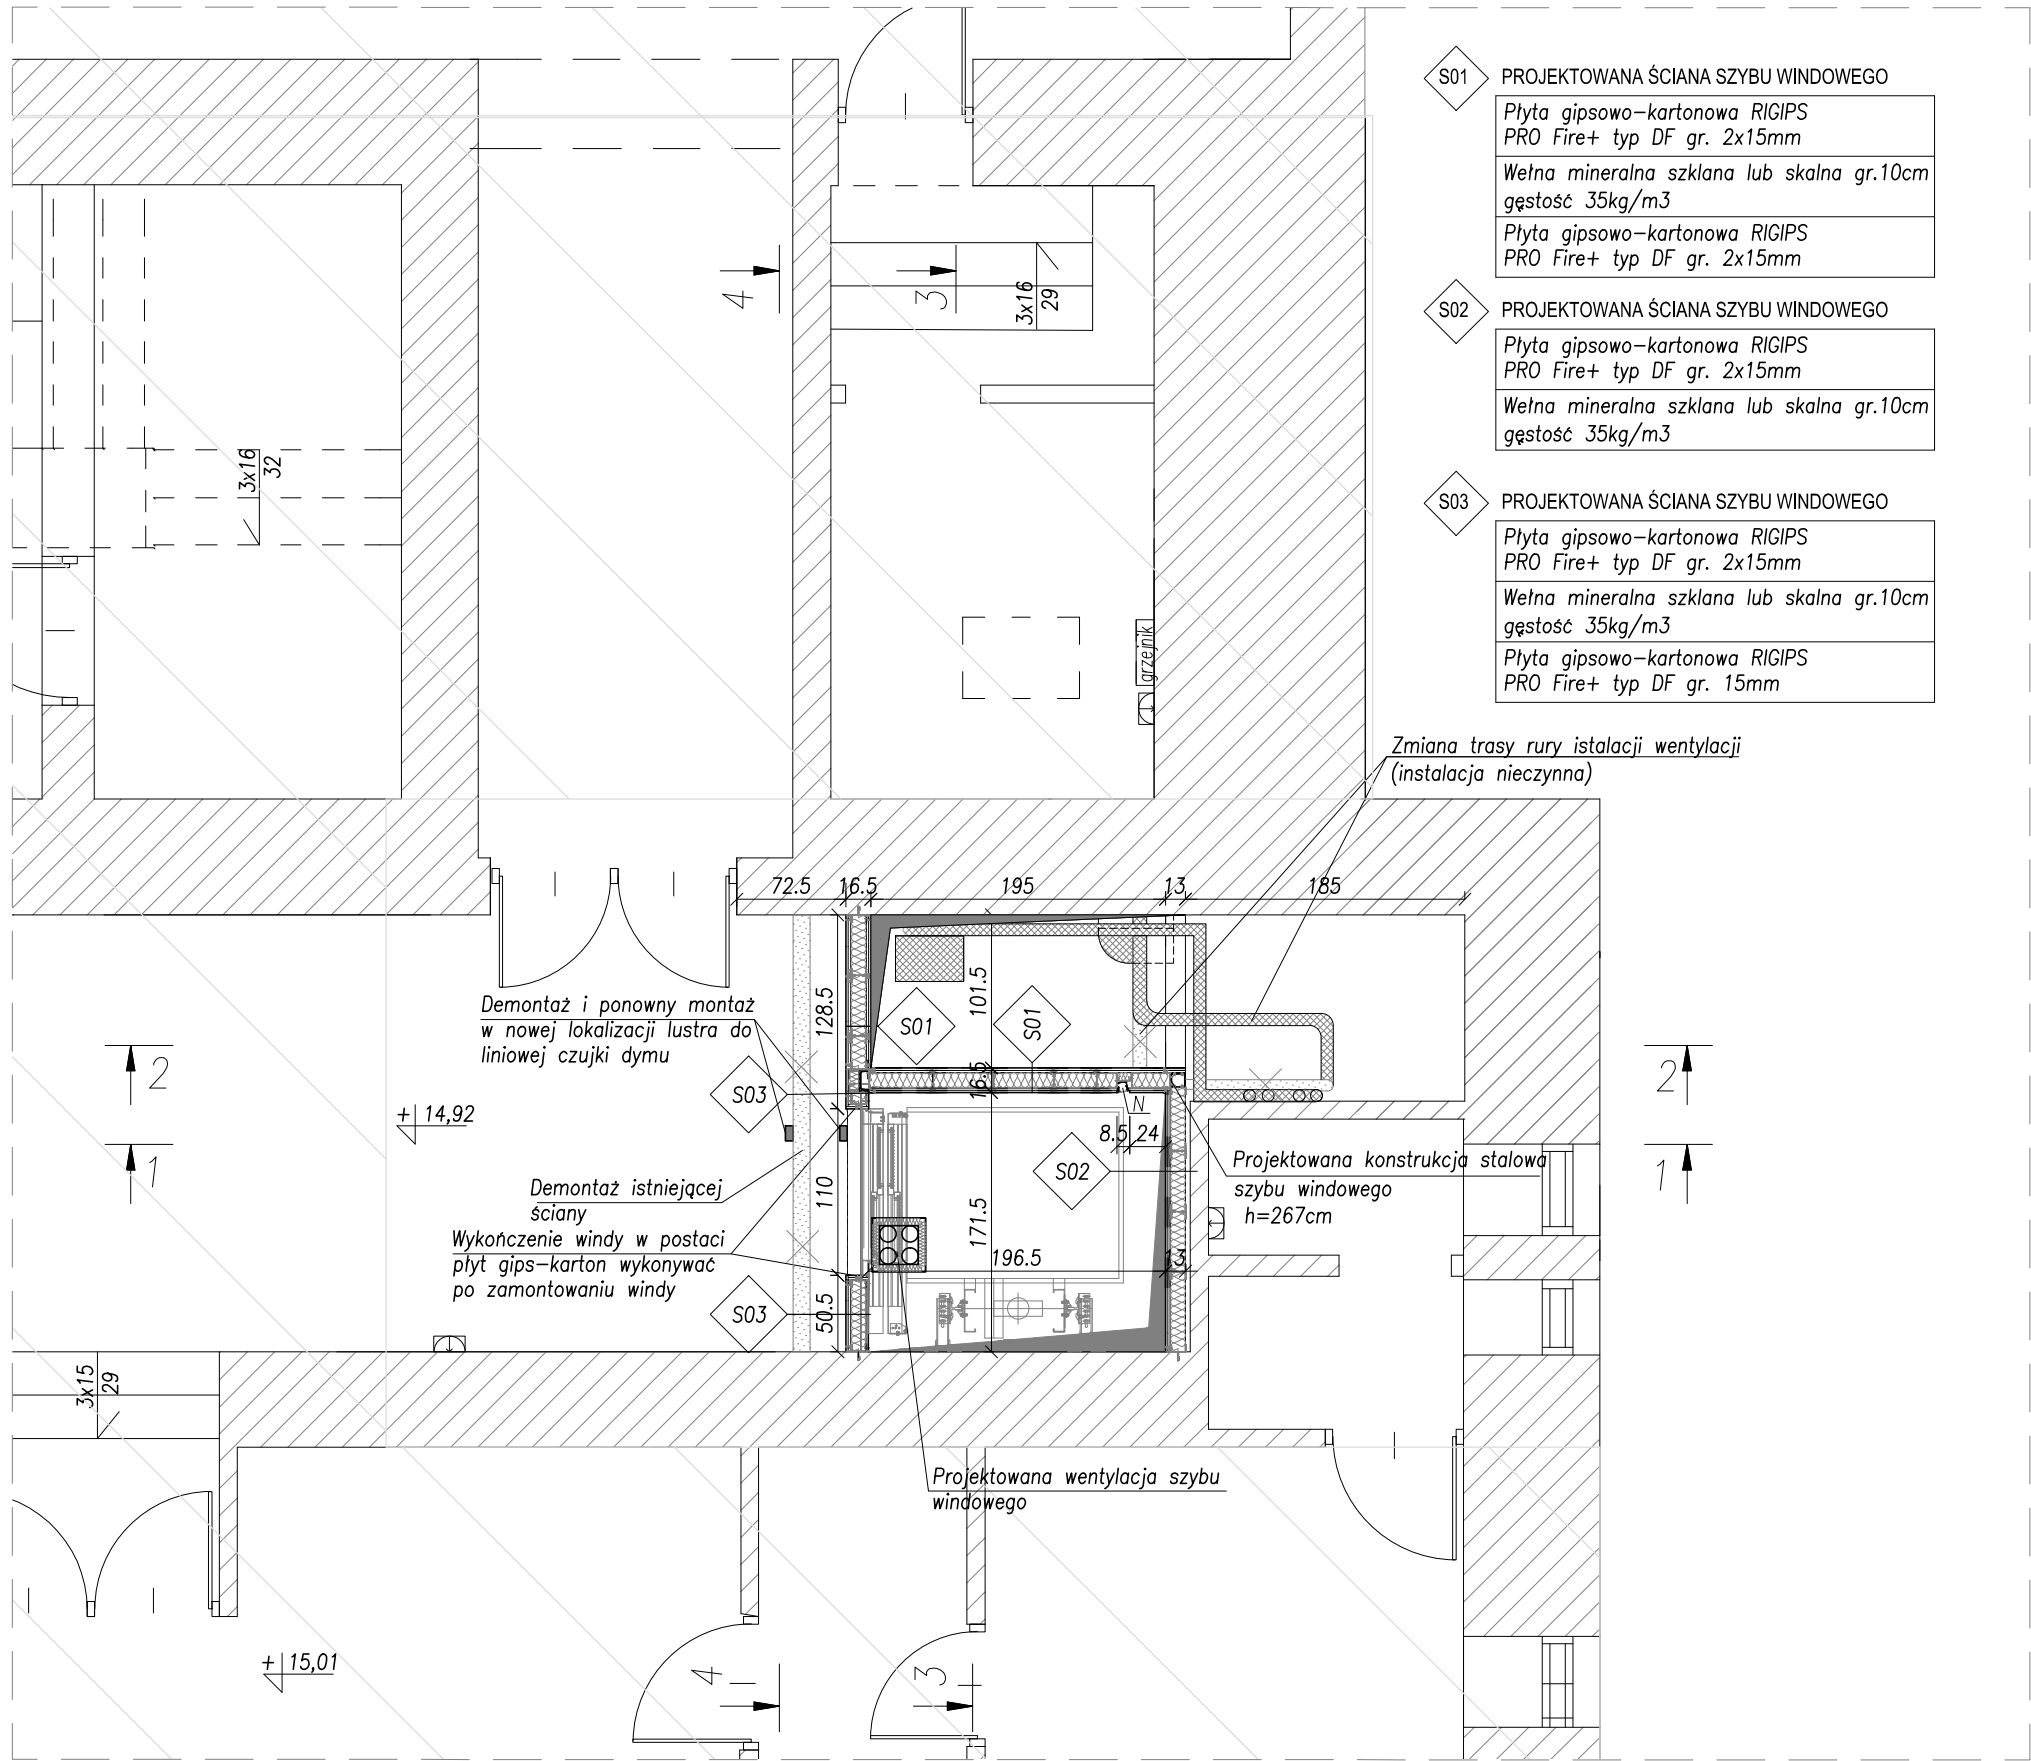 S01
PROJEKTOWANA ŚCIANA SZYBU WINDOWEGO
Płyta gipsowo-kartonowa RIGIPS
PRO Fire+ typ DF gr. 2x15mm
Wełna mineralna szklana lub skalna gr.10cm
gęstość 35kg/m3
Płyta gipsowo-kartonowa RIGIPS
PRO Fire+ typ DF gr. 2x15mm
S02
PROJEKTOWANA ŚCIANA SZYBU WINDOWEGO
Płyta gipsowo-kartonowa RIGIPS
PRO Fire+ typ DF gr. 2x15mm
Wełna mineralna szklana lub skalna gr.10cm
gęstość 35kg/m3
S03
PROJEKTOWANA ŚCIANA SZYBU WINDOWEGO
Płyta gipsowo-kartonowa RIGIPS
PRO Fire+ typ DF gr. 2x15mm
Wełna mineralna szklana lub skalna gr.10cm
gęstość 35kg/m3
Płyta gipsowo-kartonowa RIGIPS
PRO Fire+ typ DF gr. 15mm
4
3
3x16
29
3x16
32
grzejnik
Zmiana trasy rury istalacji wentylacji
(instalacja nieczynna)
72.5
16.5
195
13
185
Demontaż i ponowny montaż
w nowej lokalizacji lustra do
liniowej czujki dymu
128.5
S01
101.5
S01
2
2
S03
16.5
+ 14,92
N
8.5
24
1
1
S02
Projektowana konstrukcja stalowa
szybu windowego
h=267cm
Demontaż istniejącej
ściany
110
171.5
Wykończenie windy w postaci
płyt gips-karton wykonywać
po zamontowaniu windy
196.5
13
S03
50.5
3x15
29
Projektowana wentylacja szybu
windowego
+ 15,01
4
3